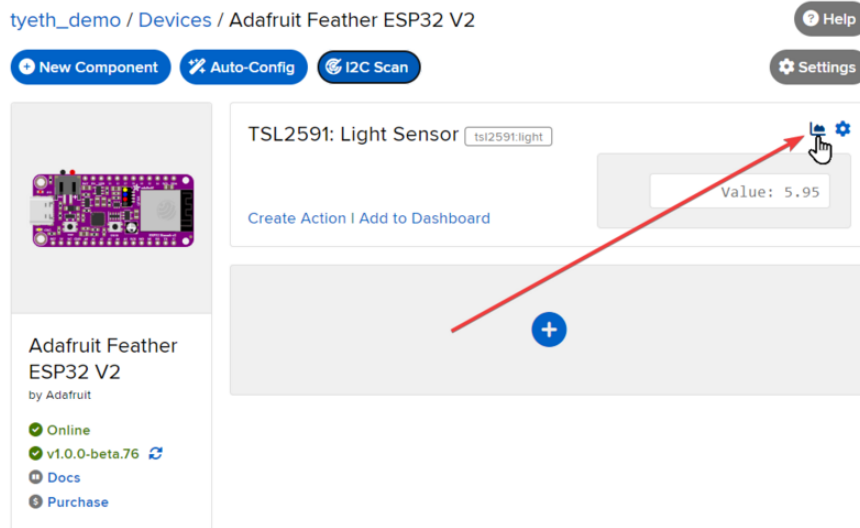 tyeth_demo / Devices / Adafruit Feather ESP32 V2
Help
New Component
Auto-Config
I2C Scan
Settings
TSL2591: Light Sensor
tsl2591:light
Value: 5.95
Create Action | Add to Dashboard
Adafruit Feather
ESP32 V2
by Adafruit
Online
v1.0.0-beta.76
Docs
Purchase